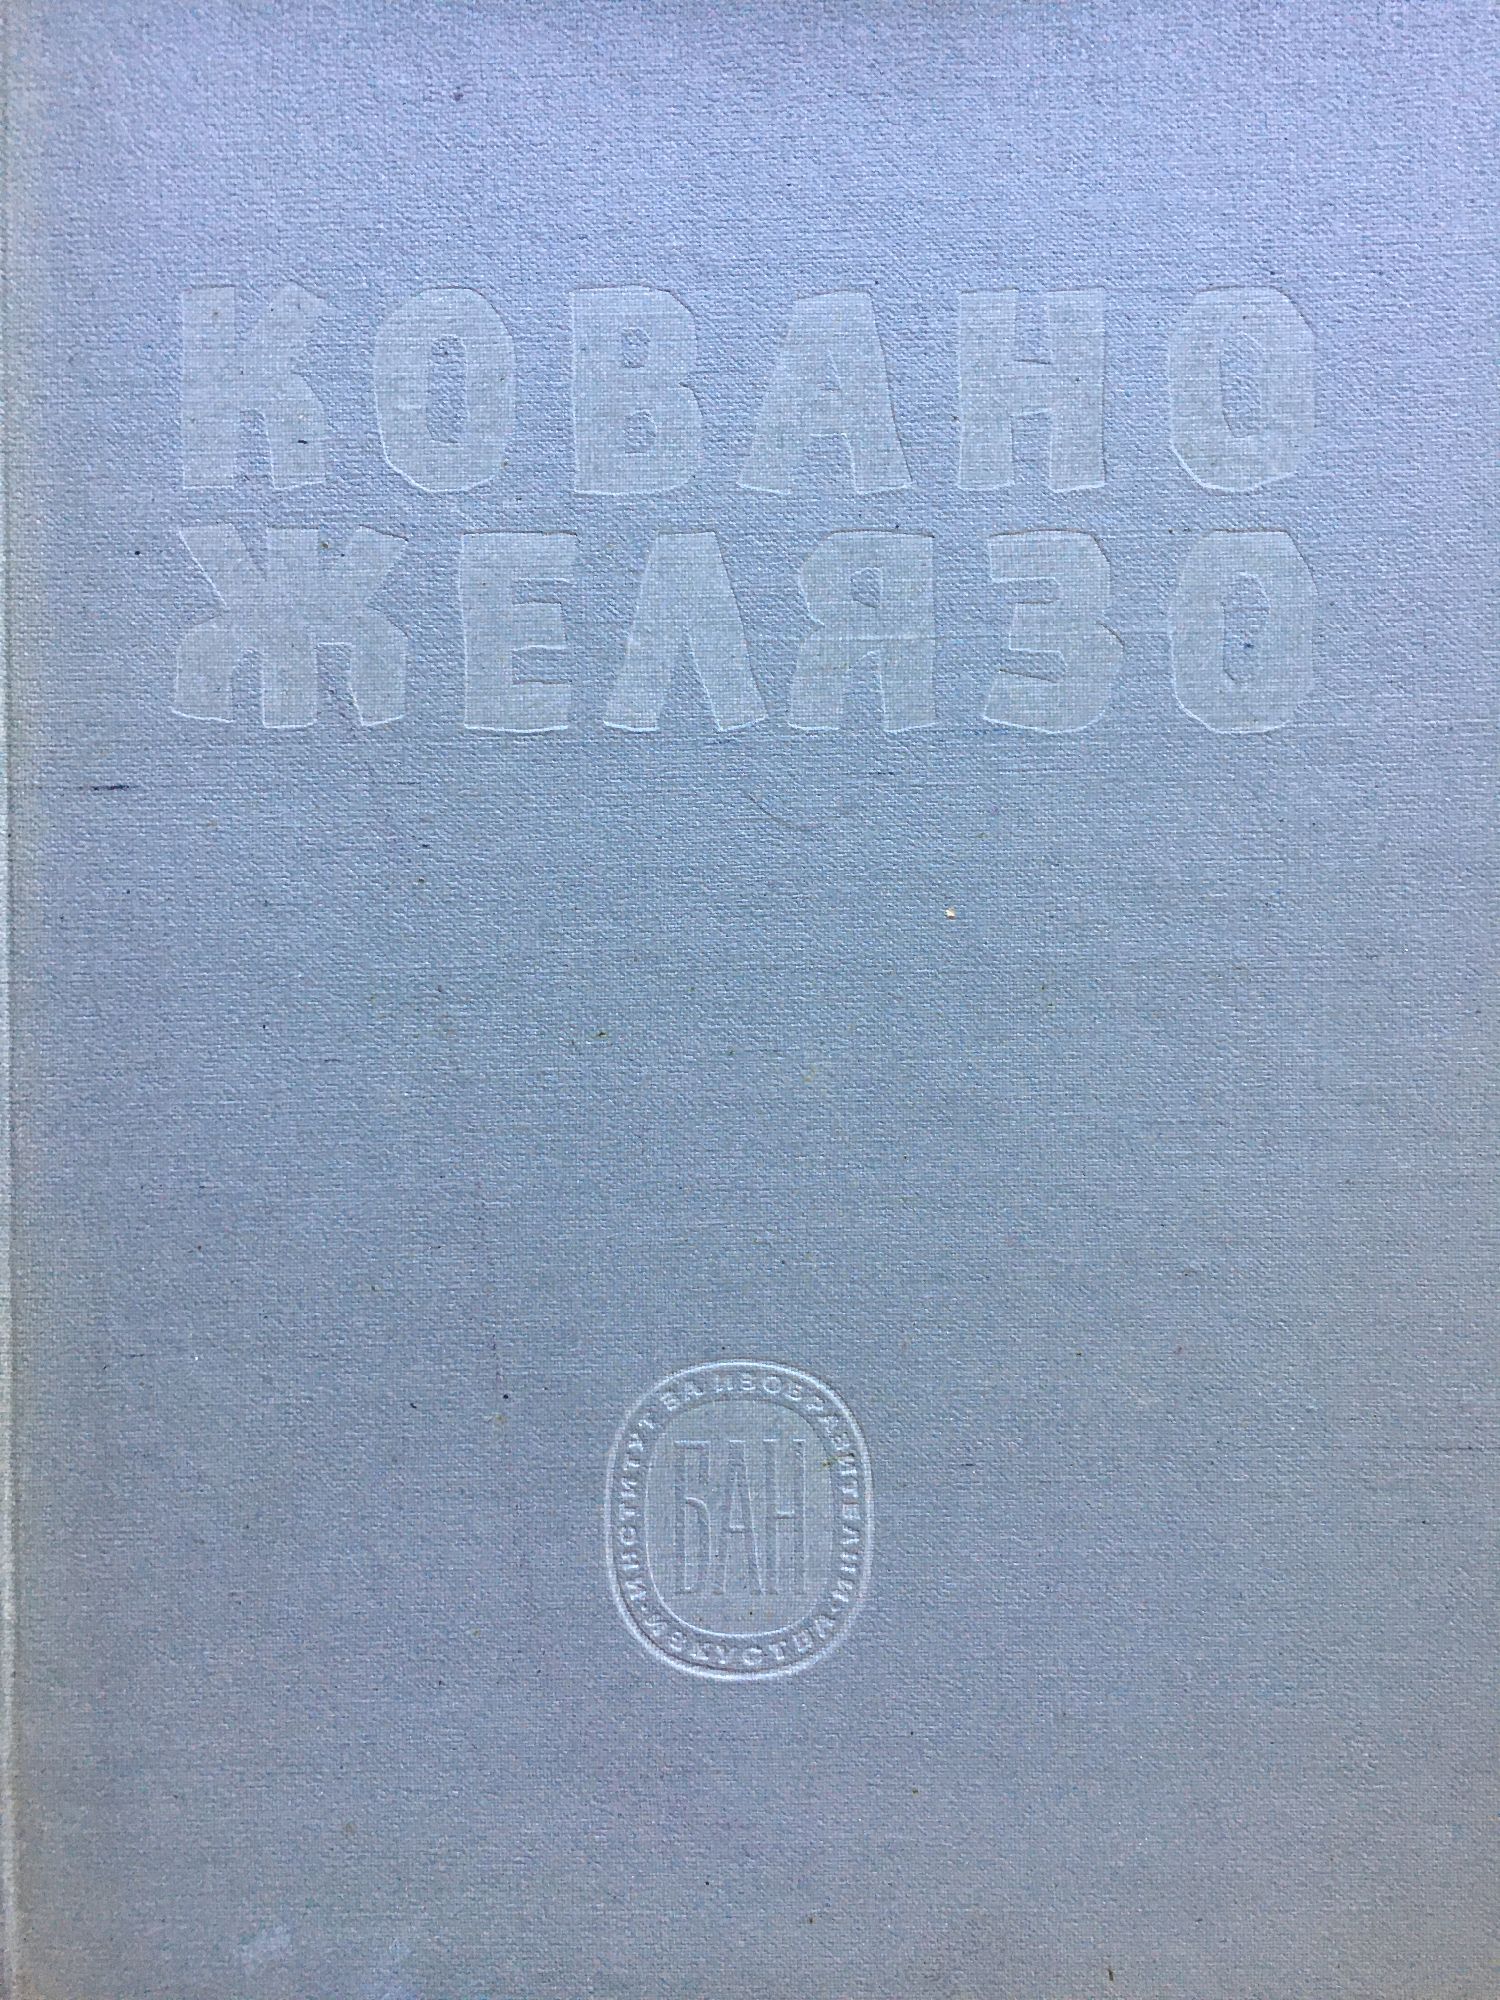 КОВАНО
ЖЕЛЯЗО
ИНСТИТУТ ЗА ИЗОБРАЗИТЕЛНИ · ИЗКУСТВА ·
БАН